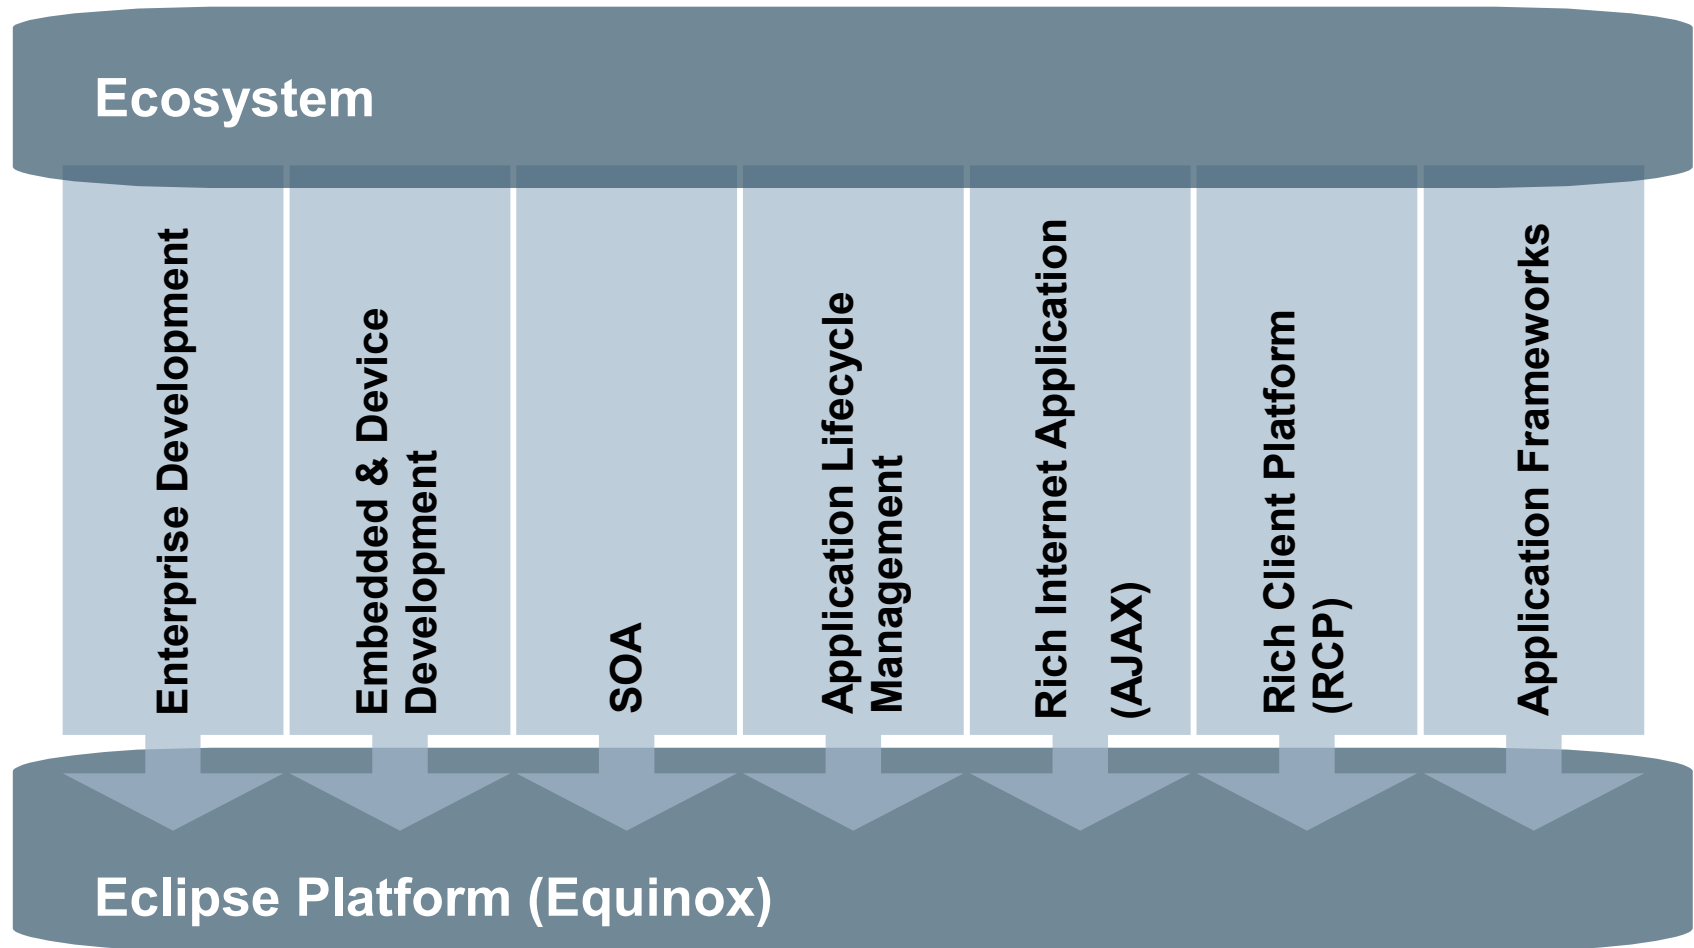 Ecosystem
Enterprise Development
Embedded & Device
Development
SOA
Application Lifecycle
Management
Rich Internet Application
(AJAX)
Rich Client Platform
(RCP)
Application Frameworks
Eclipse Platform (Equinox)